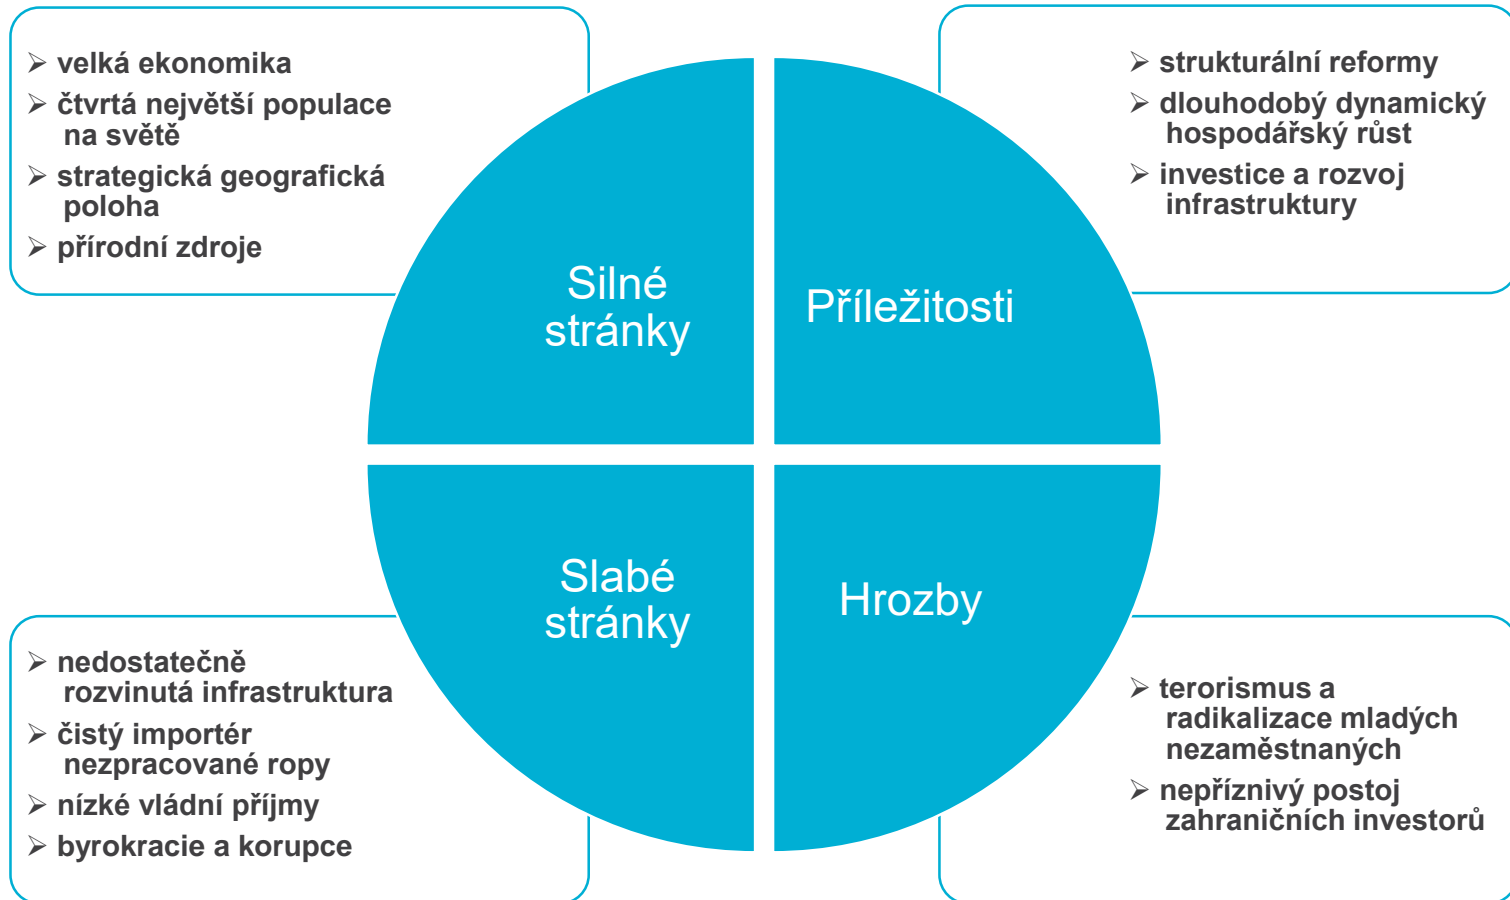 ➢ velká ekonomika
➢ čtvrtá největší populace
na světě
➢ strategická geografická
poloha
➢ přírodní zdroje
➢ strukturální reformy
➢ dlouhodobý dynamický
hospodářský růst
➢ investice a rozvoj
infrastruktury
Silné
stránky
Příležitosti
Slabé
stránky
Hrozby
➢ nedostatečně
rozvinutá infrastruktura
➢ čistý importér
nezpracované ropy
➢ nízké vládní příjmy
➢ byrokracie a korupce
➢ terorismus a
radikalizace mladých
nezaměstnaných
➢ nepříznivý postoj
zahraničních investorů